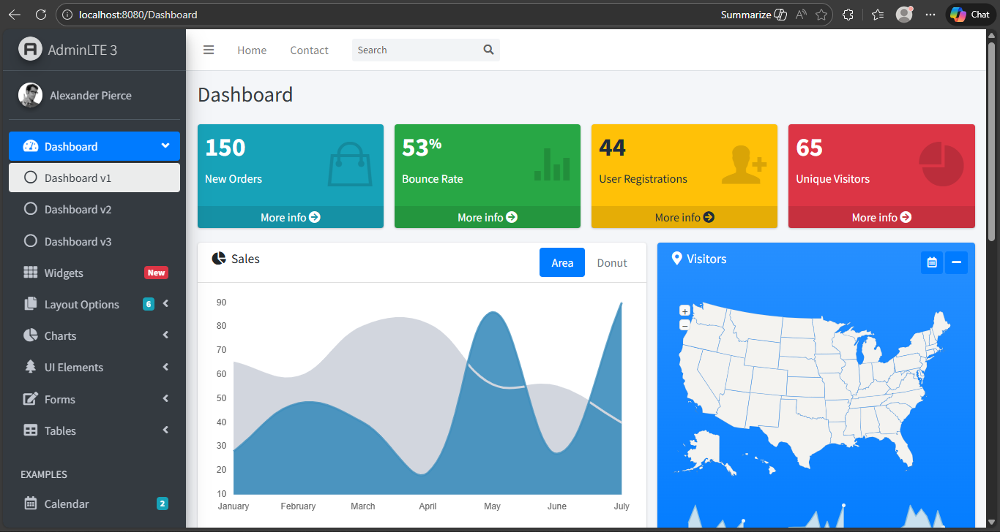 localhost:8080/Dashboard
Summarize
Chat
AdminLTE 3
Alexander Pierce
Dashboard
Dashboard v1
Dashboard v2
Dashboard v3
Widgets New
Layout Options 6
Charts
UI Elements
Forms
Tables
EXAMPLES
Calendar 2
Home Contact Search
Dashboard
150
New Orders
More info
53%
Bounce Rate
More info
44
User Registrations
More info
65
Unique Visitors
More info
Sales
Area Donut
90
80
70
60
50
40
30
20
10
January February March April May June July
Visitors
+
−